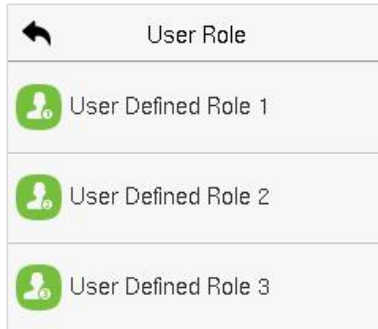 User Role
User Defined Role 1
User Defined Role 2
User Defined Role 3